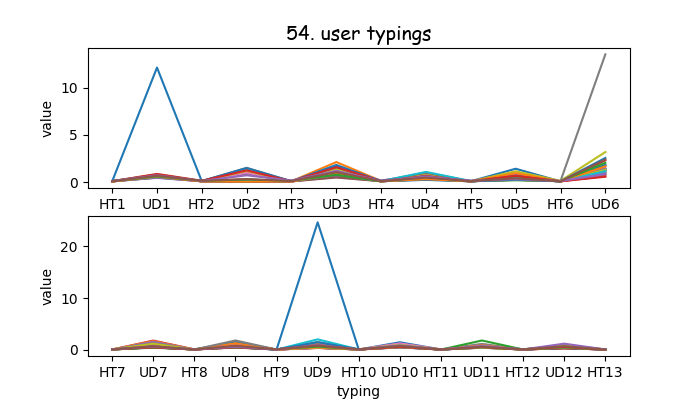 54. user typings
value
10
5
0
HT1 UD1 HT2 UD2 HT3 UD3 HT4 UD4 HT5 UD5 HT6 UD6
value
20
10
0
HT7 UD7 HT8 UD8 HT9 UD9 HT10 UD10 HT11 UD11 HT12 UD12 HT13
typing